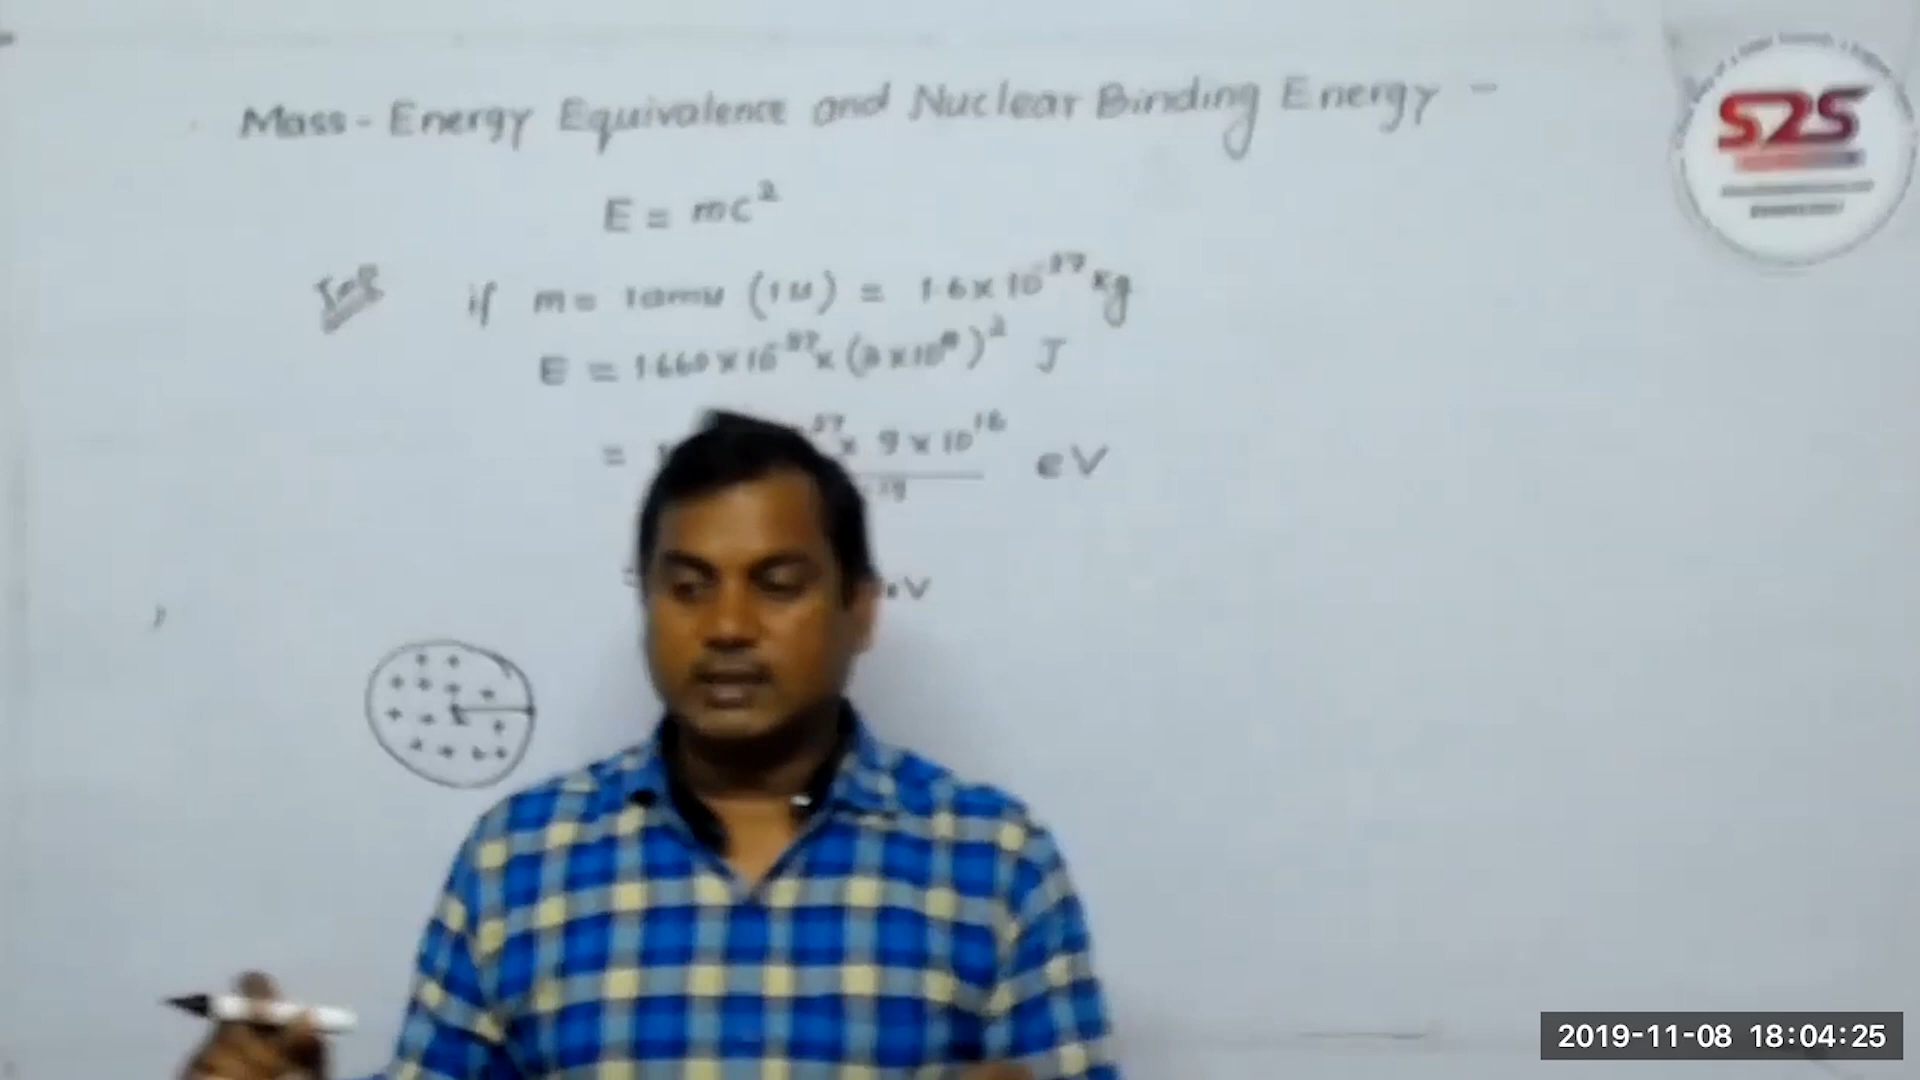 Mass - Energy Equivalence and Nuclear Binding Energy -
S2S
E = mc²
if m = 1amu (1u) = 1.6 × 10⁻²⁷ kg
E = 1.660 × 10⁻²⁷ × (3 × 10⁸)² J
= × 9 × 10¹⁶ eV
2019-11-08 18:04:25